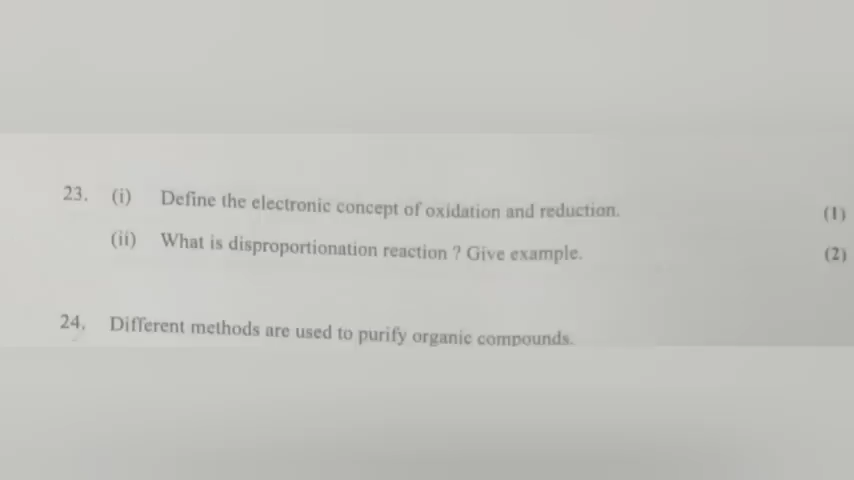 23. (i) Define the electronic concept of oxidation and reduction. (1)
(ii) What is disproportionation reaction ? Give example. (2)
24. Different methods are used to purify organic compounds.